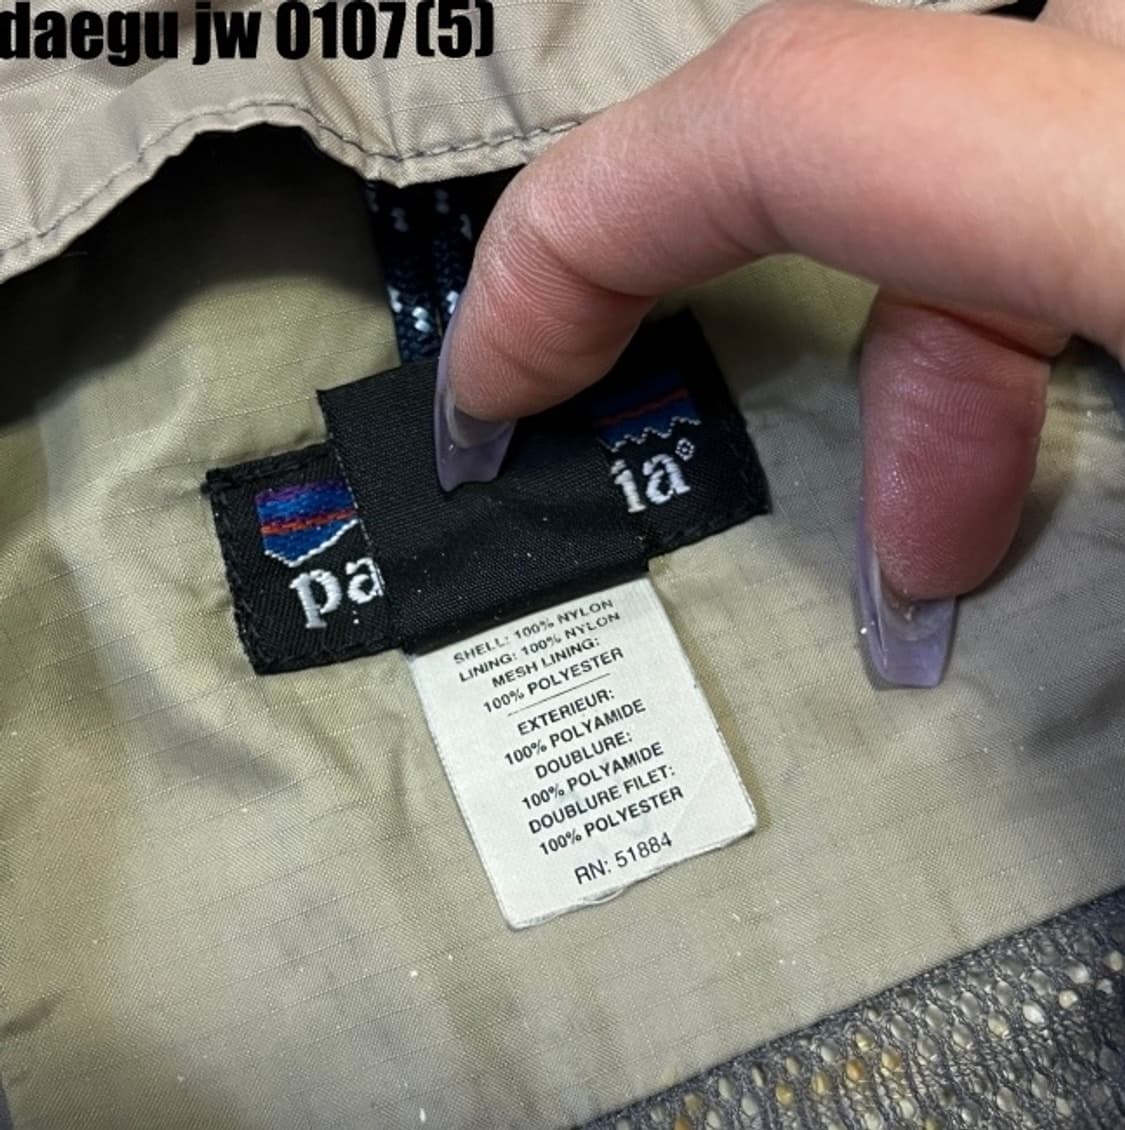 daegu jw 0107(5)
pa
ia
SHELL: 100% NYLON
LINING: 100% NYLON
MESH LINING:
100% POLYESTER
EXTERIEUR:
100% POLYAMIDE
DOUBLURE:
100% POLYAMIDE
DOUBLURE FILET:
100% POLYESTER
RN: 51884